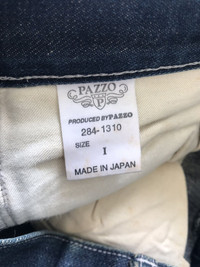 PAZZO
P
PRODUCED BY PAZZO
284-1310
SIZE
I
MADE IN JAPAN